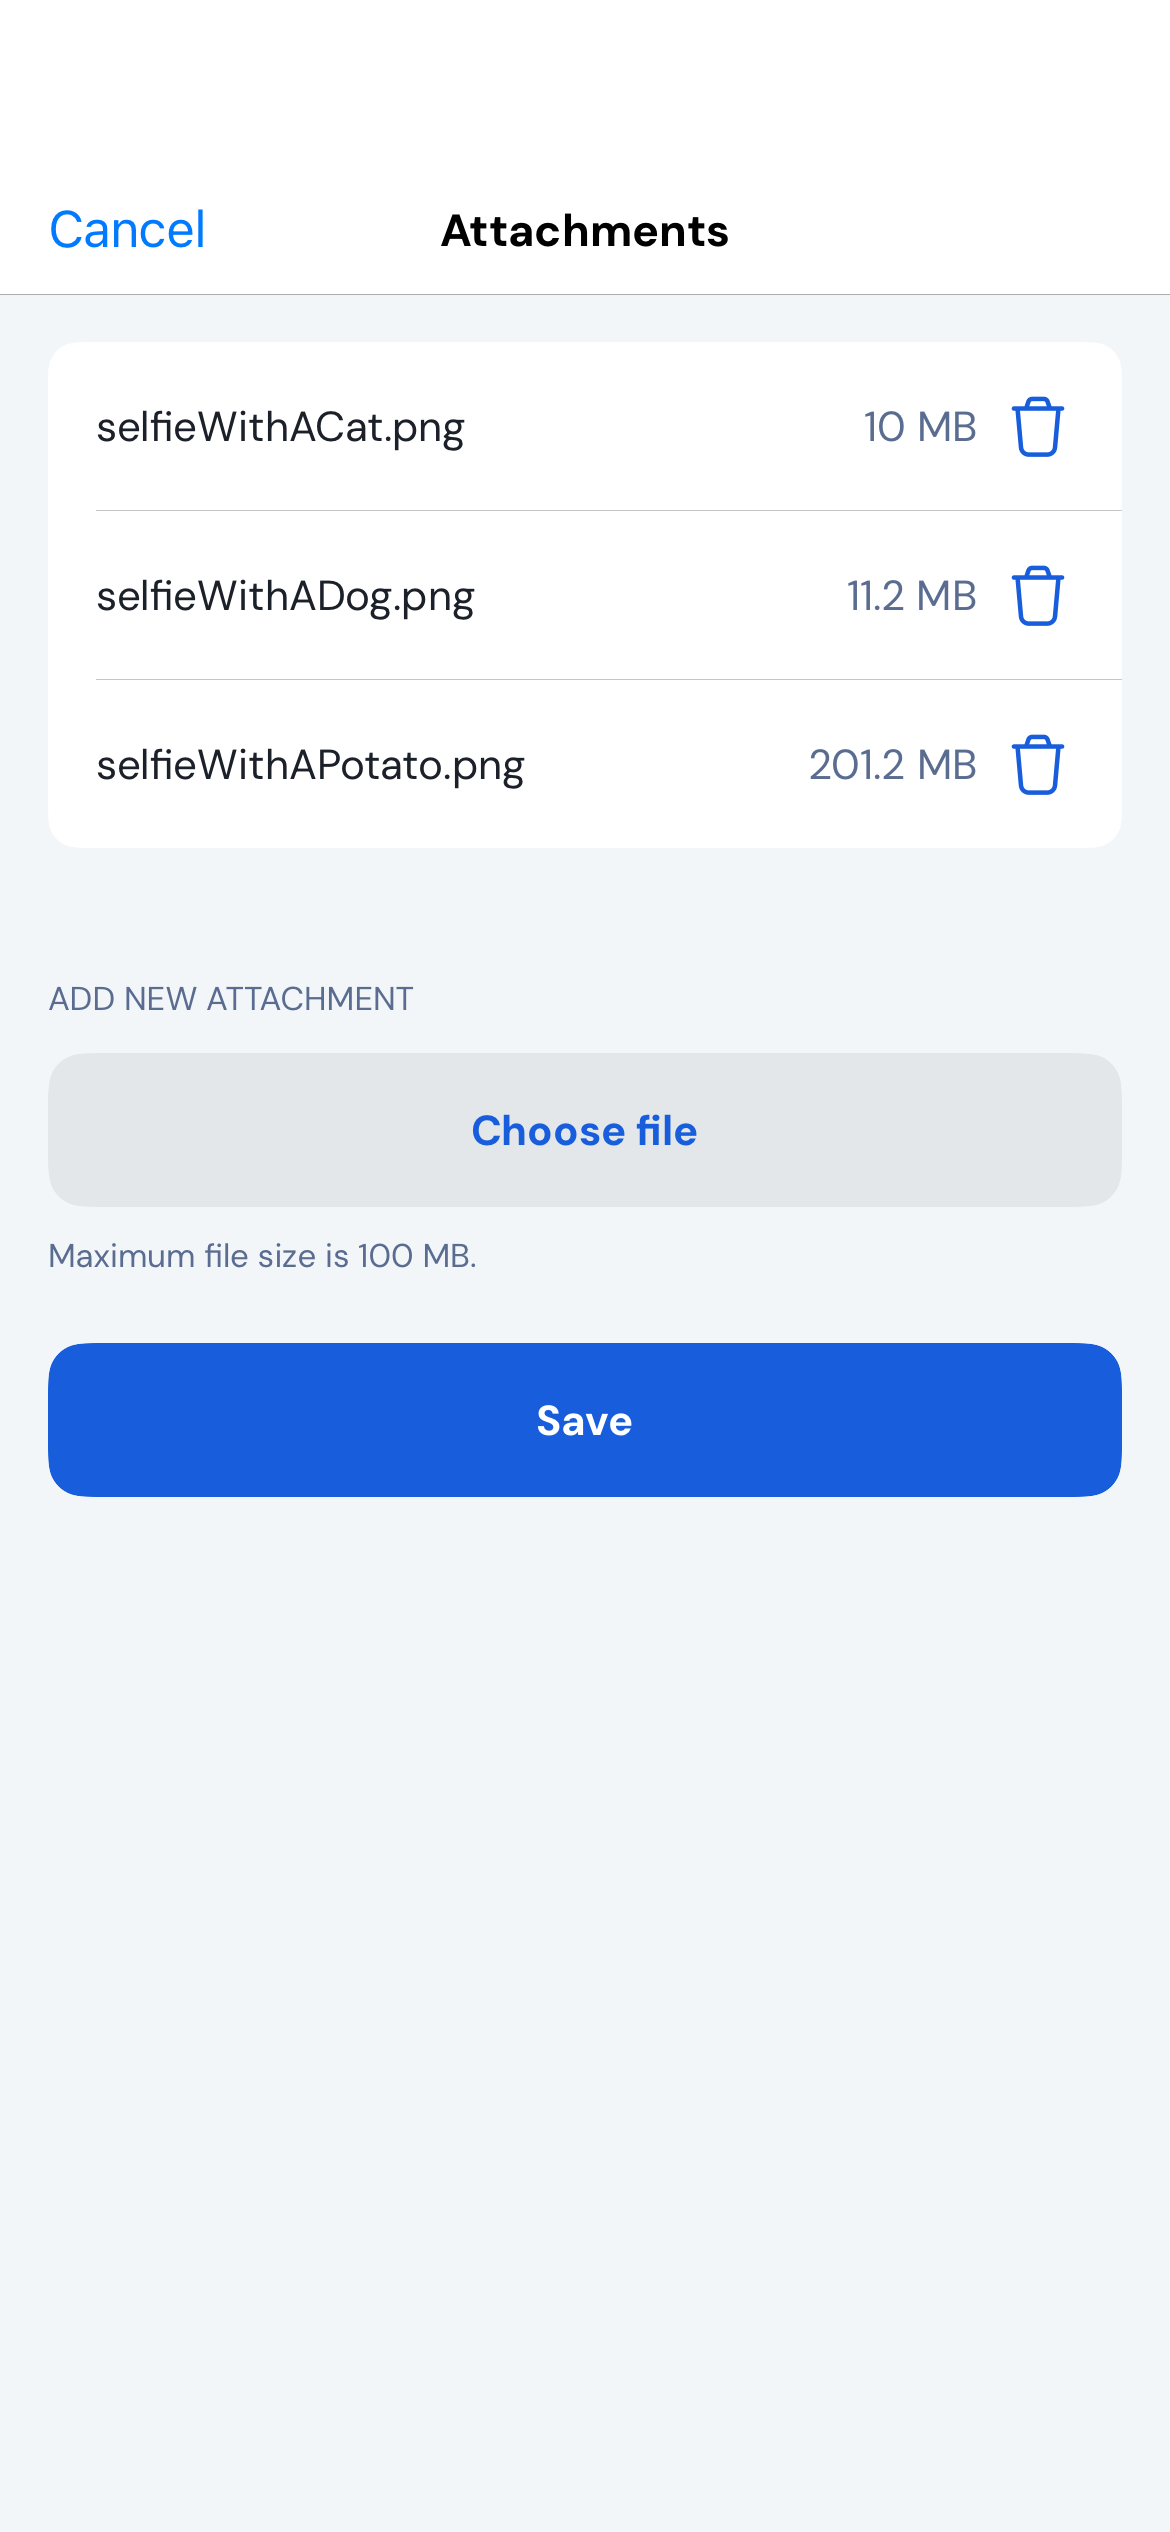 Cancel
Attachments
selfieWithACat.png 10 MB
selfieWithADog.png 11.2 MB
selfieWithAPotato.png 201.2 MB
ADD NEW ATTACHMENT
Choose file
Maximum file size is 100 MB.
Save